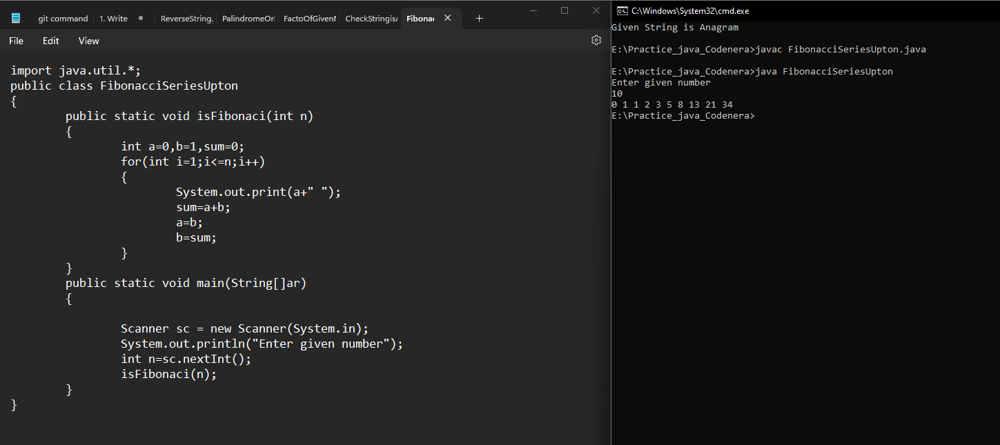 git command 1. Write ReverseString. PalindromeOr FactoOfGivenN CheckStringisA Fibonac
File Edit View
import java.util.*;
public class FibonacciSeriesUpton
{
public static void isFibonaci(int n)
{
int a=0,b=1,sum=0;
for(int i=1;i<=n;i++)
{
System.out.print(a+" ");
sum=a+b;
a=b;
b=sum;
}
}
public static void main(String[]ar)
{
Scanner sc = new Scanner(System.in);
System.out.println("Enter given number");
int n=sc.nextInt();
isFibonaci(n);
}
}
C:\Windows\System32\cmd.exe
Given String is Anagram
E:\Practice_java_Codenera>javac FibonacciSeriesUpton.java
E:\Practice_java_Codenera>java FibonacciSeriesUpton
Enter given number
10
0 1 1 2 3 5 8 13 21 34
E:\Practice_java_Codenera>